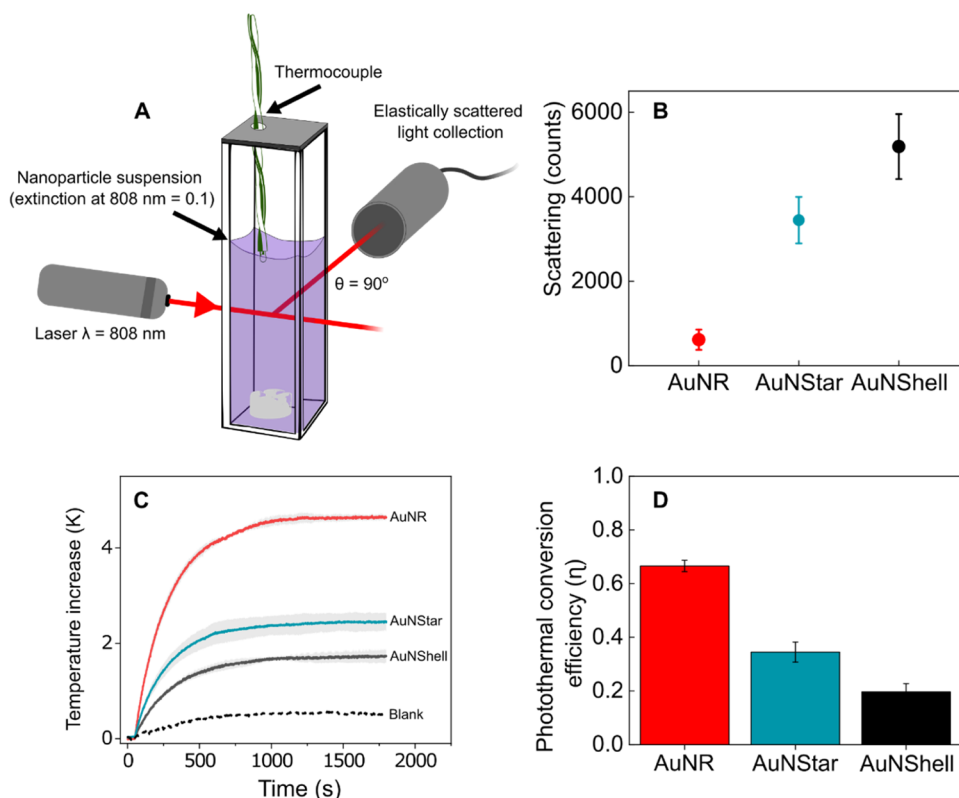 A
Thermocouple
Elastically scattered
light collection
Nanoparticle suspension
(extinction at 808 nm = 0.1)
θ = 90°
Laser λ = 808 nm
B
Scattering (counts)
6000
4000
2000
0
AuNR
AuNStar
AuNShell
C
Temperature increase (K)
4
2
0
AuNR
AuNStar
AuNShell
Blank
0
500
1000
1500
2000
Time (s)
D
Photothermal conversion
efficiency (η)
1.0
0.8
0.6
0.4
0.2
0.0
AuNR
AuNStar
AuNShell